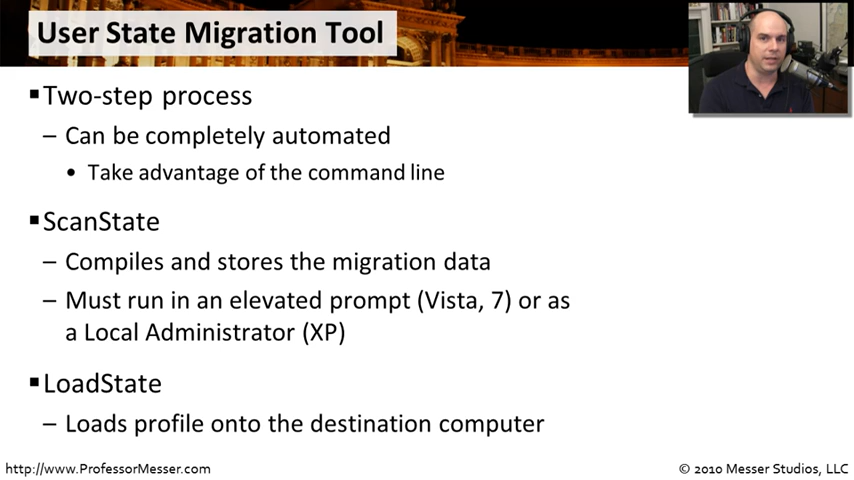 User State Migration Tool
▪Two-step process
– Can be completely automated
• Take advantage of the command line
▪ScanState
– Compiles and stores the migration data
– Must run in an elevated prompt (Vista, 7) or as
a Local Administrator (XP)
▪LoadState
– Loads profile onto the destination computer
http://www.ProfessorMesser.com
© 2010 Messer Studios, LLC